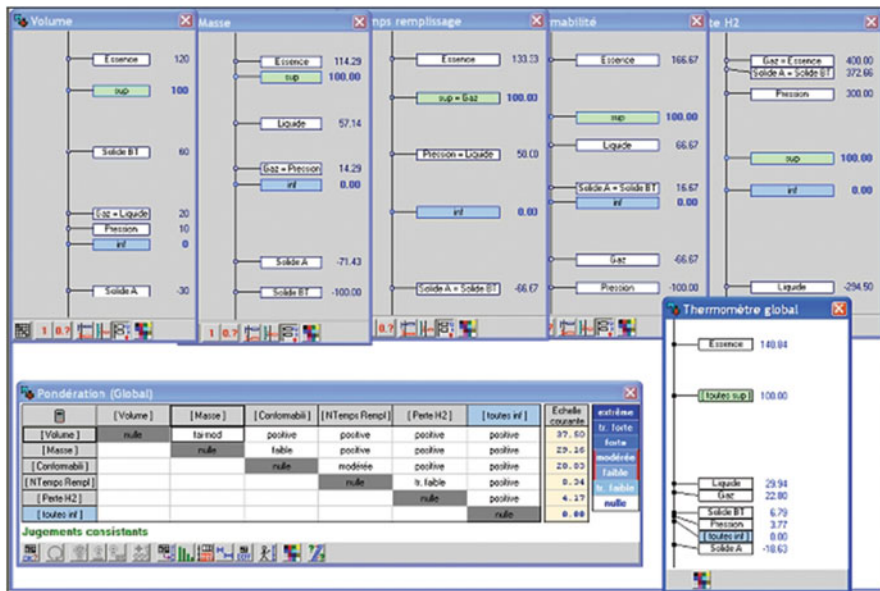 Volume
Essence 120
sup 100
Solide BT 60
Gaz = Liquide 20
Pression 10
inf 0
Solide A -30
Masse
Essence 114.29
sup 100.00
Liquide 57.14
Gaz = Pression 14.29
inf 0.00
Solide A -71.43
Solide BT -100.00
mps remplissage
Essence 133.33
sup = Gaz 100.00
Pression = Liquide 50.00
inf 0.00
Solide A = Solide BT -66.67
rmabilité
Essence 166.67
sup 100.00
Liquide 66.67
Solide A = Solide BT 16.67
inf 0.00
Gaz -66.67
Pression -100.00
te H2
Gaz = Essence 400.00
Solide A = Solide BT 372.66
Pression 300.00
sup 100.00
inf 0.00
Liquide -294.50
Thermomètre global
Essence 140.84
[ toutes sup ] 100.00
Liquide 29.94
Gaz 22.80
Solide BT 6.79
Pression 3.77
[ toutes inf ] 0.00
Solide A -18.63
Pondération (Global)
[ Volume ] [ Masse ] [ Conformabili ] [ NTemps Rempl ] [ Perte H2 ] [ toutes inf ] Echelle courante
[ Volume ] nulle positive positive positive positive 37.50
[ Masse ] nulle faible positive positive positive 29.16
[ Conformabili ] nulle modérée positive positive 20.83
[ NTemps Rempl ] nulle tr. faible positive 8.34
[ Perte H2 ] nulle positive 4.17
[ toutes inf ] nulle 0.00
extrême
tr. forte
forte
modérée
faible
tr. faible
nulle
Jugements consistants